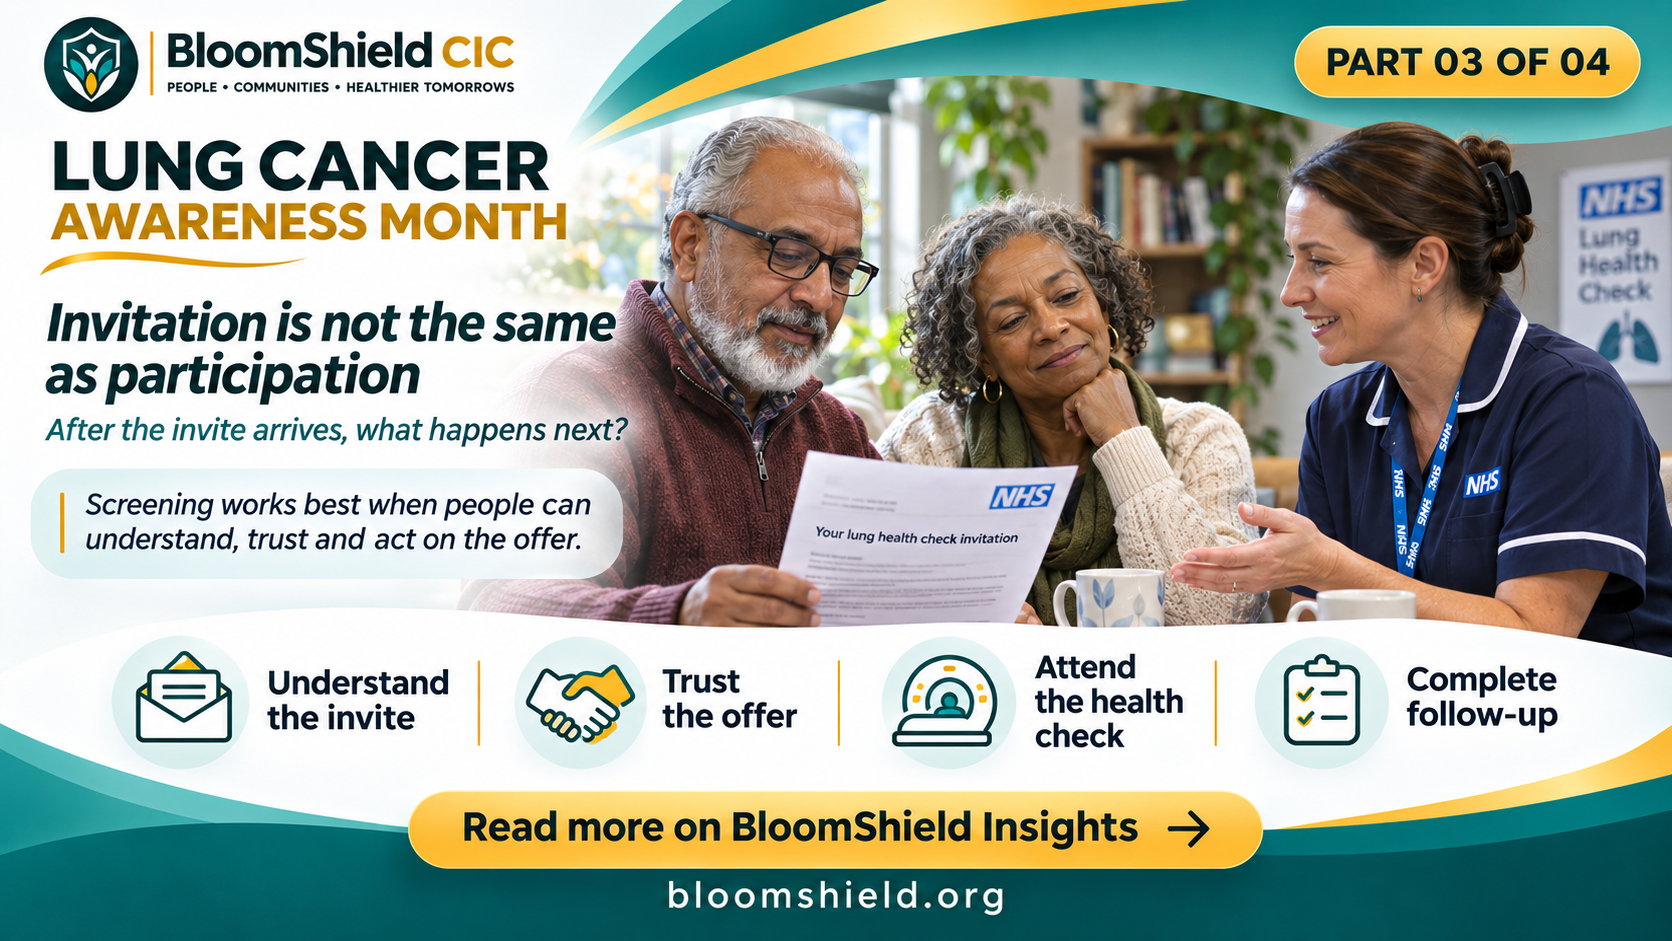 BloomShield CIC
PEOPLE • COMMUNITIES • HEALTHIER TOMORROWS
PART 03 OF 04
LUNG CANCER
AWARENESS MONTH
Invitation is not the same
as participation
After the invite arrives, what happens next?
Screening works best when people can
understand, trust and act on the offer.
NHS
Lung
Health
Check
NHS
Your lung health check invitation
NHS
NHS
NHS
NHS
Understand
the invite
Trust
the offer
Attend
the health
check
Complete
follow-up
Read more on BloomShield Insights →
bloomshield.org